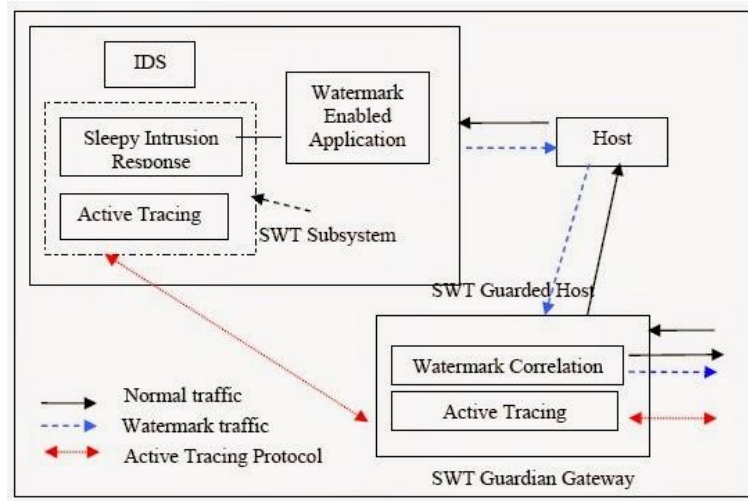 IDS
Watermark
Enabled
Application
Sleepy Intrusion
Response
Host
Active Tracing
SWT Subsystem
SWT Guarded Host
Watermark Correlation
Active Tracing
Normal traffic
Watermark traffic
Active Tracing Protocol
SWT Guardian Gateway